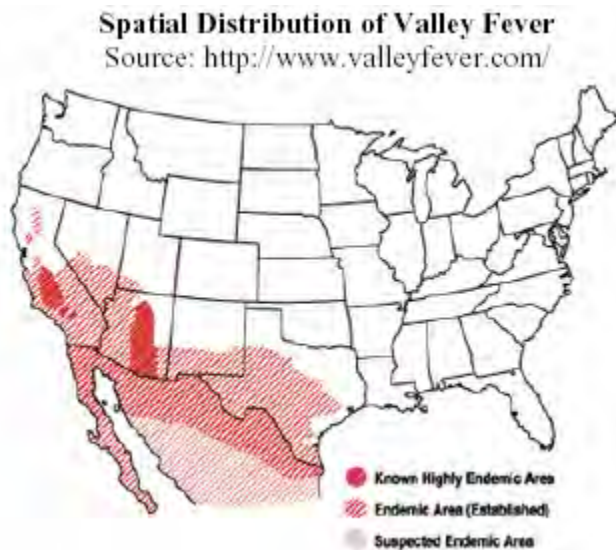 Spatial Distribution of Valley Fever
Source: http://www.valleyfever.com/
Known Highly Endemic Area
Endemic Area (Established)
Suspected Endemic Area